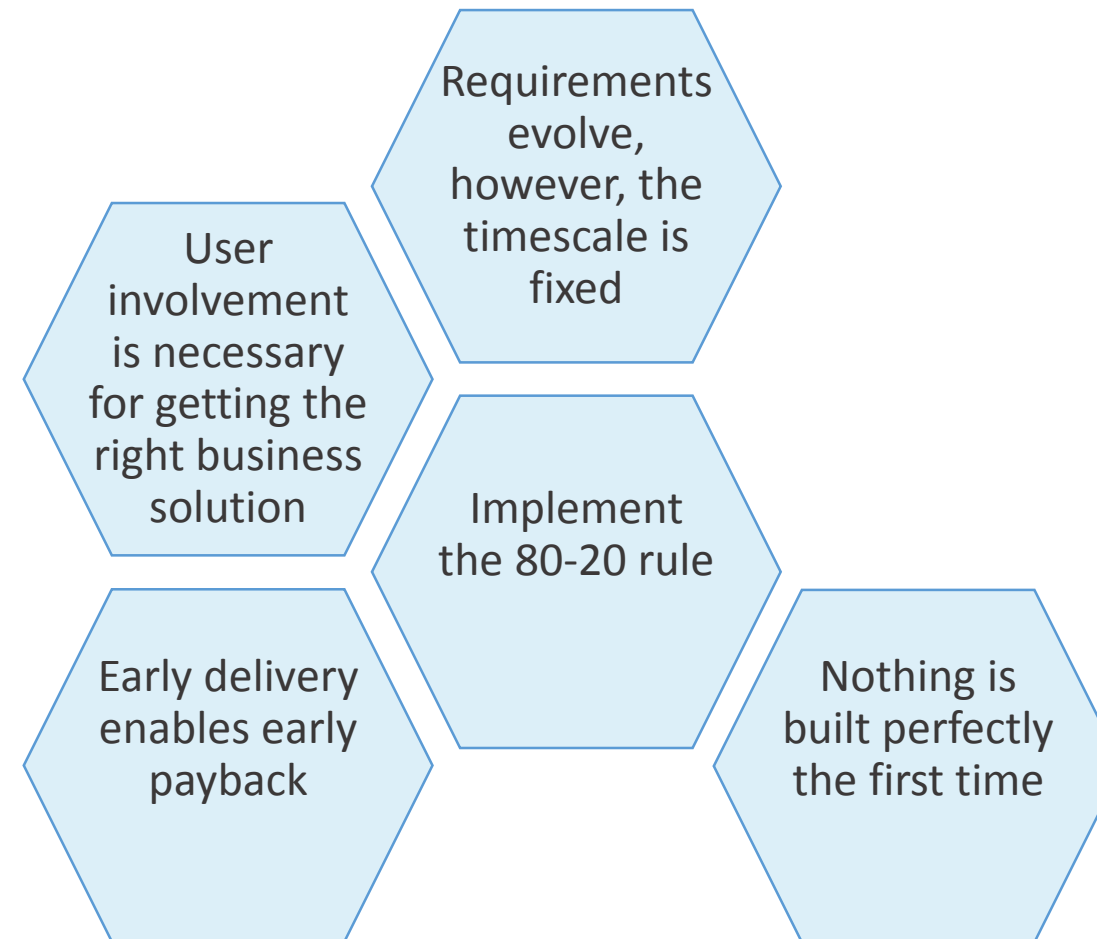 Requirements
evolve,
however, the
timescale is
fixed
User
involvement
is necessary
for getting the
right business
solution
Implement
the 80-20 rule
Early delivery
enables early
payback
Nothing is
built perfectly
the first time